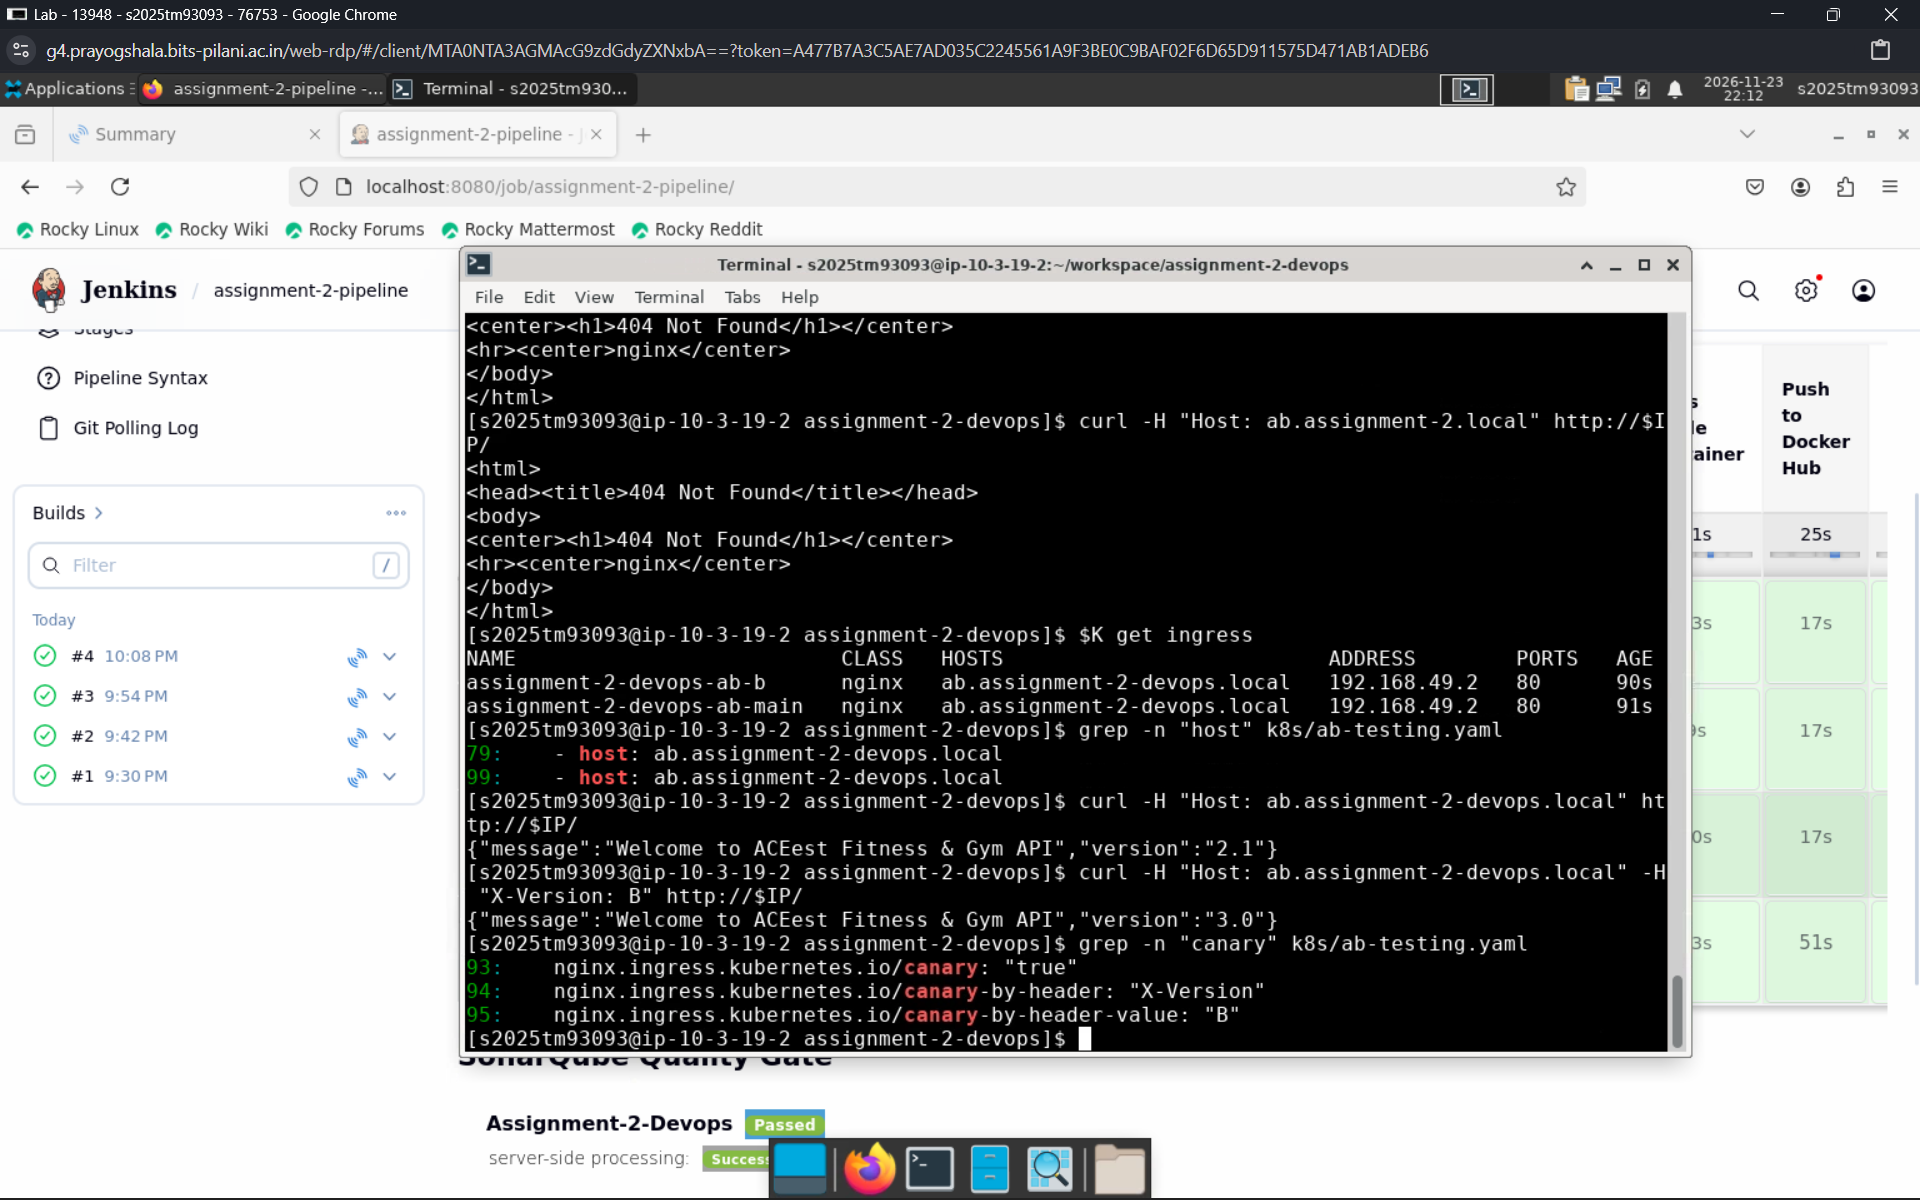 Lab - 13948 - s2025tm93093 - 76753 - Google Chrome
g4.prayogshala.bits-pilani.ac.in/web-rdp/#/client/MTA0NTA3AGMAcG9zdGdyZXNxbA==?token=A477B7A3C5AE7AD035C2245561A9F3BE0C9BAF02F6D65D911575D471AB1ADEB6
Applications
assignment-2-pipeline -...
Terminal - s2025tm930...
2026-11-23
22:12
s2025tm93093
Summary
assignment-2-pipeline -
localhost:8080/job/assignment-2-pipeline/
Rocky Linux
Rocky Wiki
Rocky Forums
Rocky Mattermost
Rocky Reddit
Jenkins / assignment-2-pipeline
Stages
Pipeline Syntax
Git Polling Log
Builds >
Filter /
Today
#4 10:08 PM
#3 9:54 PM
#2 9:42 PM
#1 9:30 PM
Terminal - s2025tm93093@ip-10-3-19-2:~/workspace/assignment-2-devops
File Edit View Terminal Tabs Help
<center><h1>404 Not Found</h1></center>
<hr><center>nginx</center>
</body>
</html>
[s2025tm93093@ip-10-3-19-2 assignment-2-devops]$ curl -H "Host: ab.assignment-2.local" http://$I
P/
<html>
<head><title>404 Not Found</title></head>
<body>
<center><h1>404 Not Found</h1></center>
<hr><center>nginx</center>
</body>
</html>
[s2025tm93093@ip-10-3-19-2 assignment-2-devops]$ $K get ingress
NAME CLASS HOSTS ADDRESS PORTS AGE
assignment-2-devops-ab-b nginx ab.assignment-2-devops.local 192.168.49.2 80 90s
assignment-2-devops-ab-main nginx ab.assignment-2-devops.local 192.168.49.2 80 91s
[s2025tm93093@ip-10-3-19-2 assignment-2-devops]$ grep -n "host" k8s/ab-testing.yaml
79: - host: ab.assignment-2-devops.local
99: - host: ab.assignment-2-devops.local
[s2025tm93093@ip-10-3-19-2 assignment-2-devops]$ curl -H "Host: ab.assignment-2-devops.local" ht
tp://$IP/
{"message":"Welcome to ACEest Fitness & Gym API","version":"2.1"}
[s2025tm93093@ip-10-3-19-2 assignment-2-devops]$ curl -H "Host: ab.assignment-2-devops.local" -H
"X-Version: B" http://$IP/
{"message":"Welcome to ACEest Fitness & Gym API","version":"3.0"}
[s2025tm93093@ip-10-3-19-2 assignment-2-devops]$ grep -n "canary" k8s/ab-testing.yaml
93: nginx.ingress.kubernetes.io/canary: "true"
94: nginx.ingress.kubernetes.io/canary-by-header: "X-Version"
95: nginx.ingress.kubernetes.io/canary-by-header-value: "B"
[s2025tm93093@ip-10-3-19-2 assignment-2-devops]$
Push
to
Docker
Hub
ainer
1s 25s
3s 17s
17s
0s 17s
3s 51s
SonarQube Quality Gate
Assignment-2-Devops Passed
server-side processing: Success